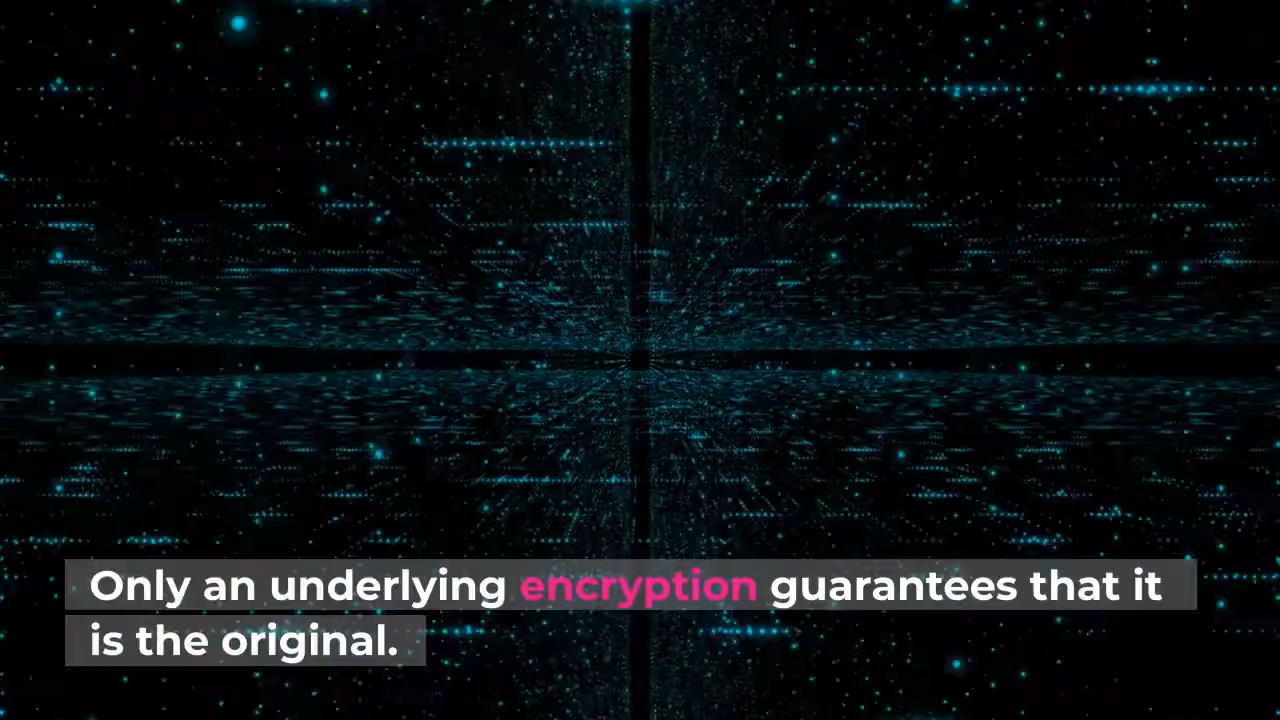 Only an underlying encryption guarantees that it
is the original.